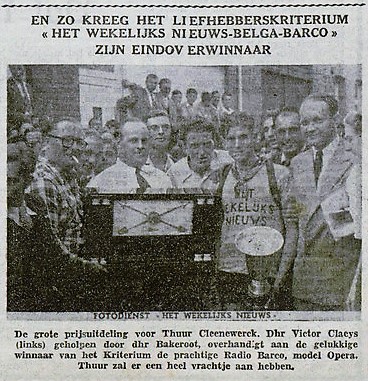 EN ZO KREEG HET LIEFHEBBERSKRITERIUM
« HET WEKELIJKS NIEUWS-BELGA-BARCO »
ZIJN EINDOVERWINNAAR
HET
WEKELIJKS
NIEUWS
FOTODIENST « HET WEKELIJKS NIEUWS »
De grote prijsuitdeling voor Thuur Cleenewerck. Dhr Victor Claeys
(links) geholpen door dhr Bakeroot, overhandigt aan de gelukkige
winnaar van het Kriterium de prachtige Radio Barco, model Opera.
Thuur zal er een heel vrachtje aan hebben.